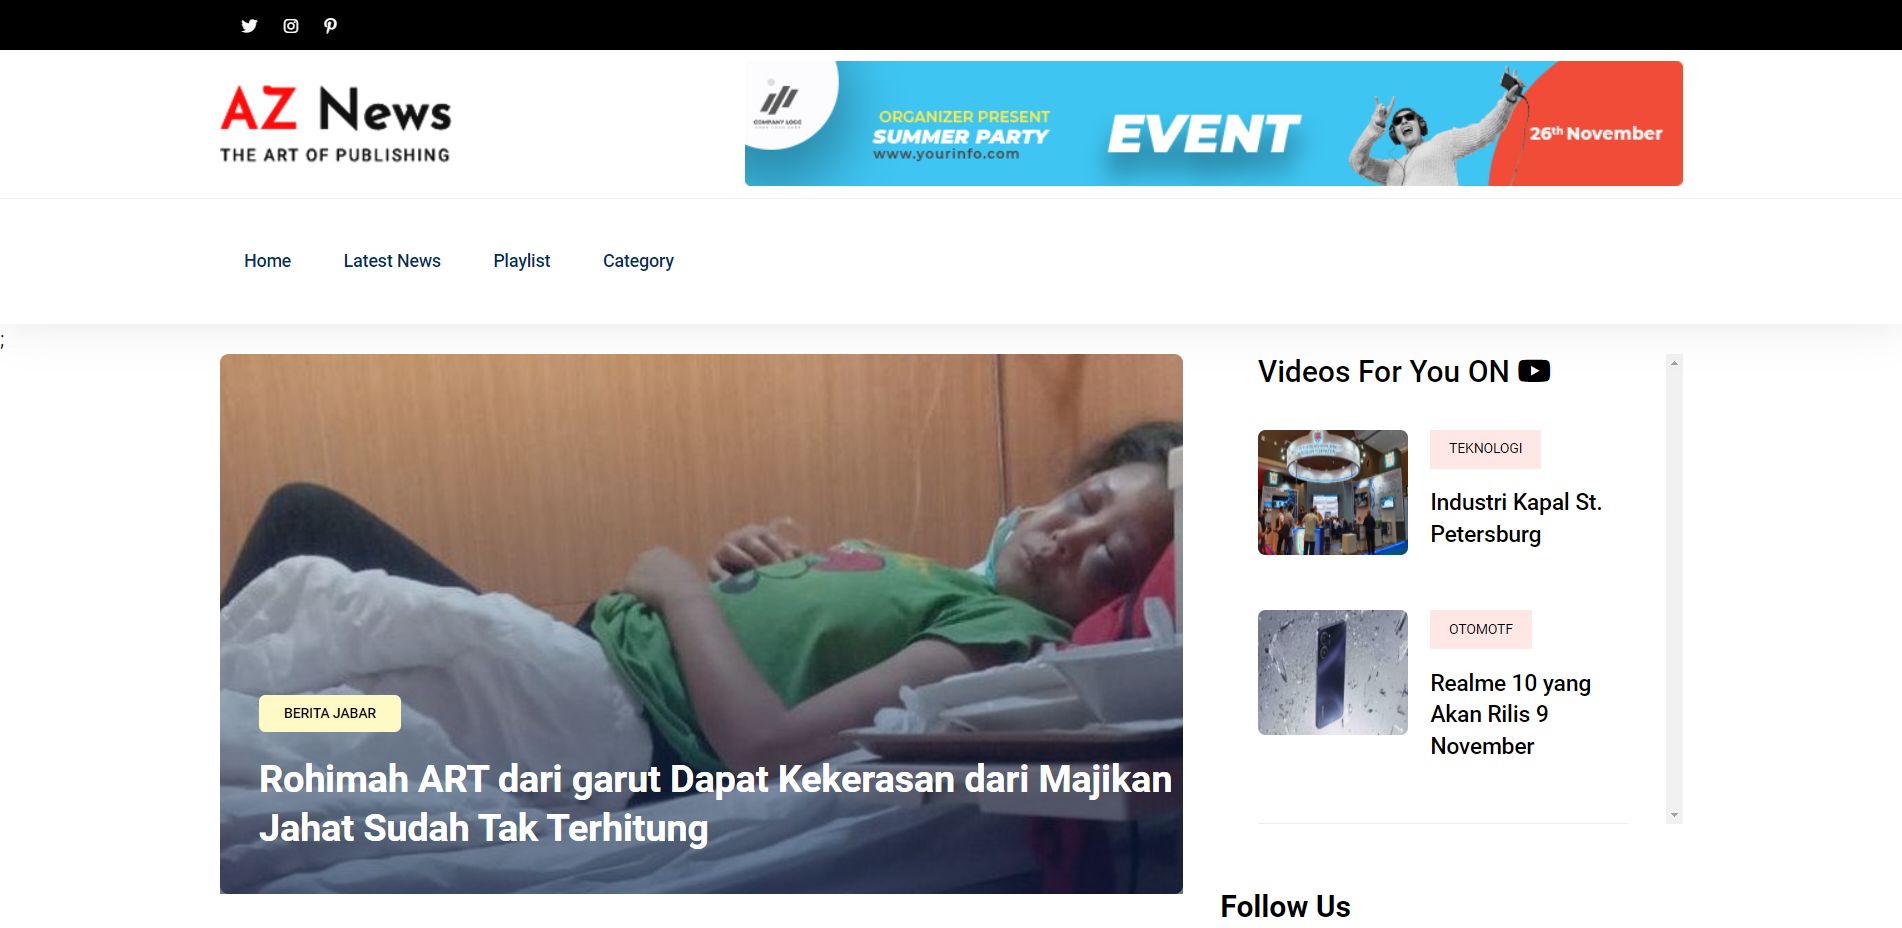 AZ News
THE ART OF PUBLISHING
COMPANY LOGO
ORGANIZER PRESENT
SUMMER PARTY
www.yourinfo.com
EVENT
26th November
Home
Latest News
Playlist
Category
;
BERITA JABAR
Rohimah ART dari garut Dapat Kekerasan dari Majikan
Jahat Sudah Tak Terhitung
Videos For You ON
TEKNOLOGI
Industri Kapal St.
Petersburg
OTOMOTF
Realme 10 yang
Akan Rilis 9
November
Follow Us